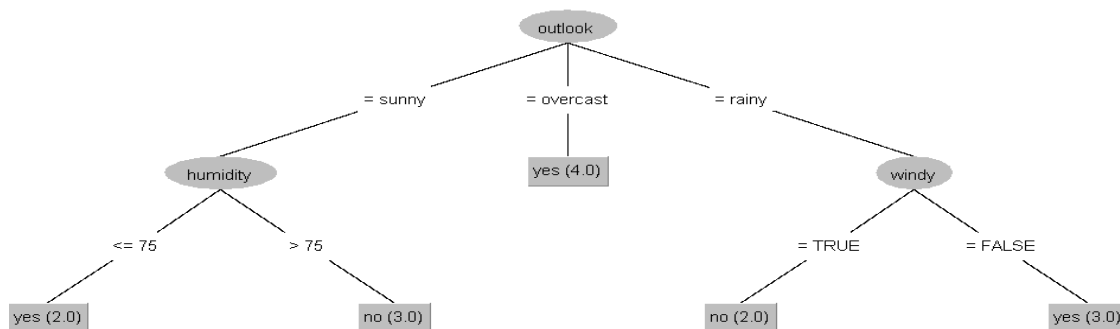 outlook
= sunny
= overcast
= rainy
humidity
yes (4.0)
windy
<= 75
> 75
= TRUE
= FALSE
yes (2.0)
no (3.0)
no (2.0)
yes (3.0)